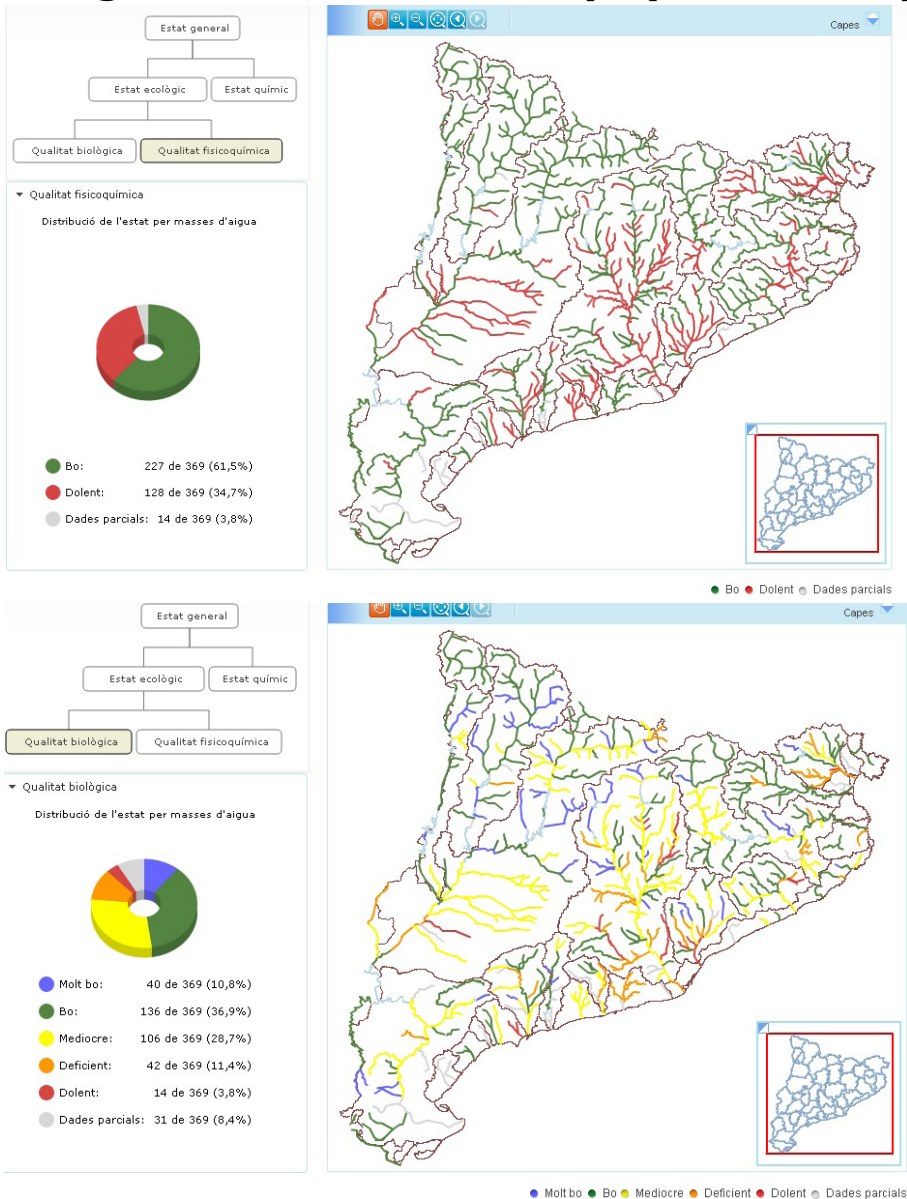 Estat general
Capes
Estat ecològic
Estat químic
Qualitat biològica
Qualitat fisicoquímica
Qualitat fisicoquímica
Distribució de l'estat per masses d'aigua
Bo: 227 de 369 (61,5%)
Dolent: 128 de 369 (34,7%)
Dades parcials: 14 de 369 (3,8%)
Bo Dolent Dades parcials
Estat general
Capes
Estat ecològic
Estat químic
Qualitat biològica
Qualitat fisicoquímica
Qualitat biològica
Distribució de l'estat per masses d'aigua
Molt bo: 40 de 369 (10,8%)
Bo: 136 de 369 (36,9%)
Mediocre: 106 de 369 (28,7%)
Deficient: 42 de 369 (11,4%)
Dolent: 14 de 369 (3,8%)
Dades parcials: 31 de 369 (8,4%)
Molt bo Bo Mediocre Deficient Dolent Dades parcials